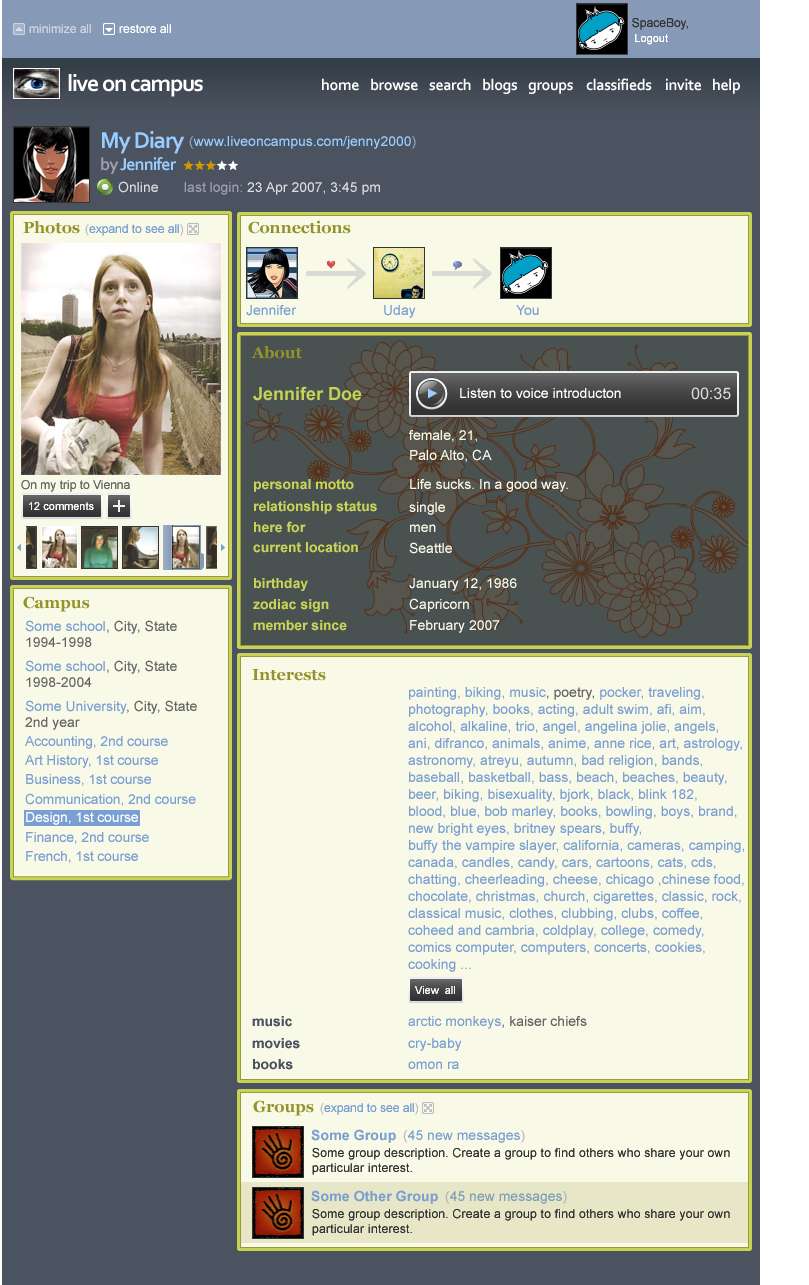 minimize all restore all
SpaceBoy,
Logout
live on campus
home browse search blogs groups classifieds invite help
My Diary (www.liveoncampus.com/jenny2000)
by Jennifer
Online last login: 23 Apr 2007, 3:45 pm
Photos (expand to see all)
On my trip to Vienna
12 comments +
Campus
Some school, City, State
1994-1998
Some school, City, State
1998-2004
Some University, City, State
2nd year
Accounting, 2nd course
Art History, 1st course
Business, 1st course
Communication, 2nd course
Design, 1st course
Finance, 2nd course
French, 1st course
Connections
Jennifer Uday You
About
Jennifer Doe
Listen to voice introducton 00:35
female, 21,
Palo Alto, CA
personal motto Life sucks. In a good way.
relationship status single
here for men
current location Seattle
birthday January 12, 1986
zodiac sign Capricorn
member since February 2007
Interests
painting, biking, music, poetry, pocker, traveling,
photography, books, acting, adult swim, afi, aim,
alcohol, alkaline, trio, angel, angelina jolie, angels,
ani, difranco, animals, anime, anne rice, art, astrology,
astronomy, atreyu, autumn, bad religion, bands,
baseball, basketball, bass, beach, beaches, beauty,
beer, biking, bisexuality, bjork, black, blink 182,
blood, blue, bob marley, books, bowling, boys, brand,
new bright eyes, britney spears, buffy,
buffy the vampire slayer, california, cameras, camping,
canada, candles, candy, cars, cartoons, cats, cds,
chatting, cheerleading, cheese, chicago ,chinese food,
chocolate, christmas, church, cigarettes, classic, rock,
classical music, clothes, clubbing, clubs, coffee,
coheed and cambria, coldplay, college, comedy,
comics computer, computers, concerts, cookies,
cooking ...
View all
music arctic monkeys, kaiser chiefs
movies cry-baby
books omon ra
Groups (expand to see all)
Some Group (45 new messages)
Some group description. Create a group to find others who share your own
particular interest.
Some Other Group (45 new messages)
Some group description. Create a group to find others who share your own
particular interest.